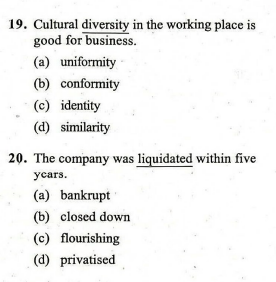 19. Cultural diversity in the working place is
good for business.
(a) uniformity
(b) conformity
(c) identity
(d) similarity
20. The company was liquidated within five
years.
(a) bankrupt
(b) closed down
(c) flourishing
(d) privatised